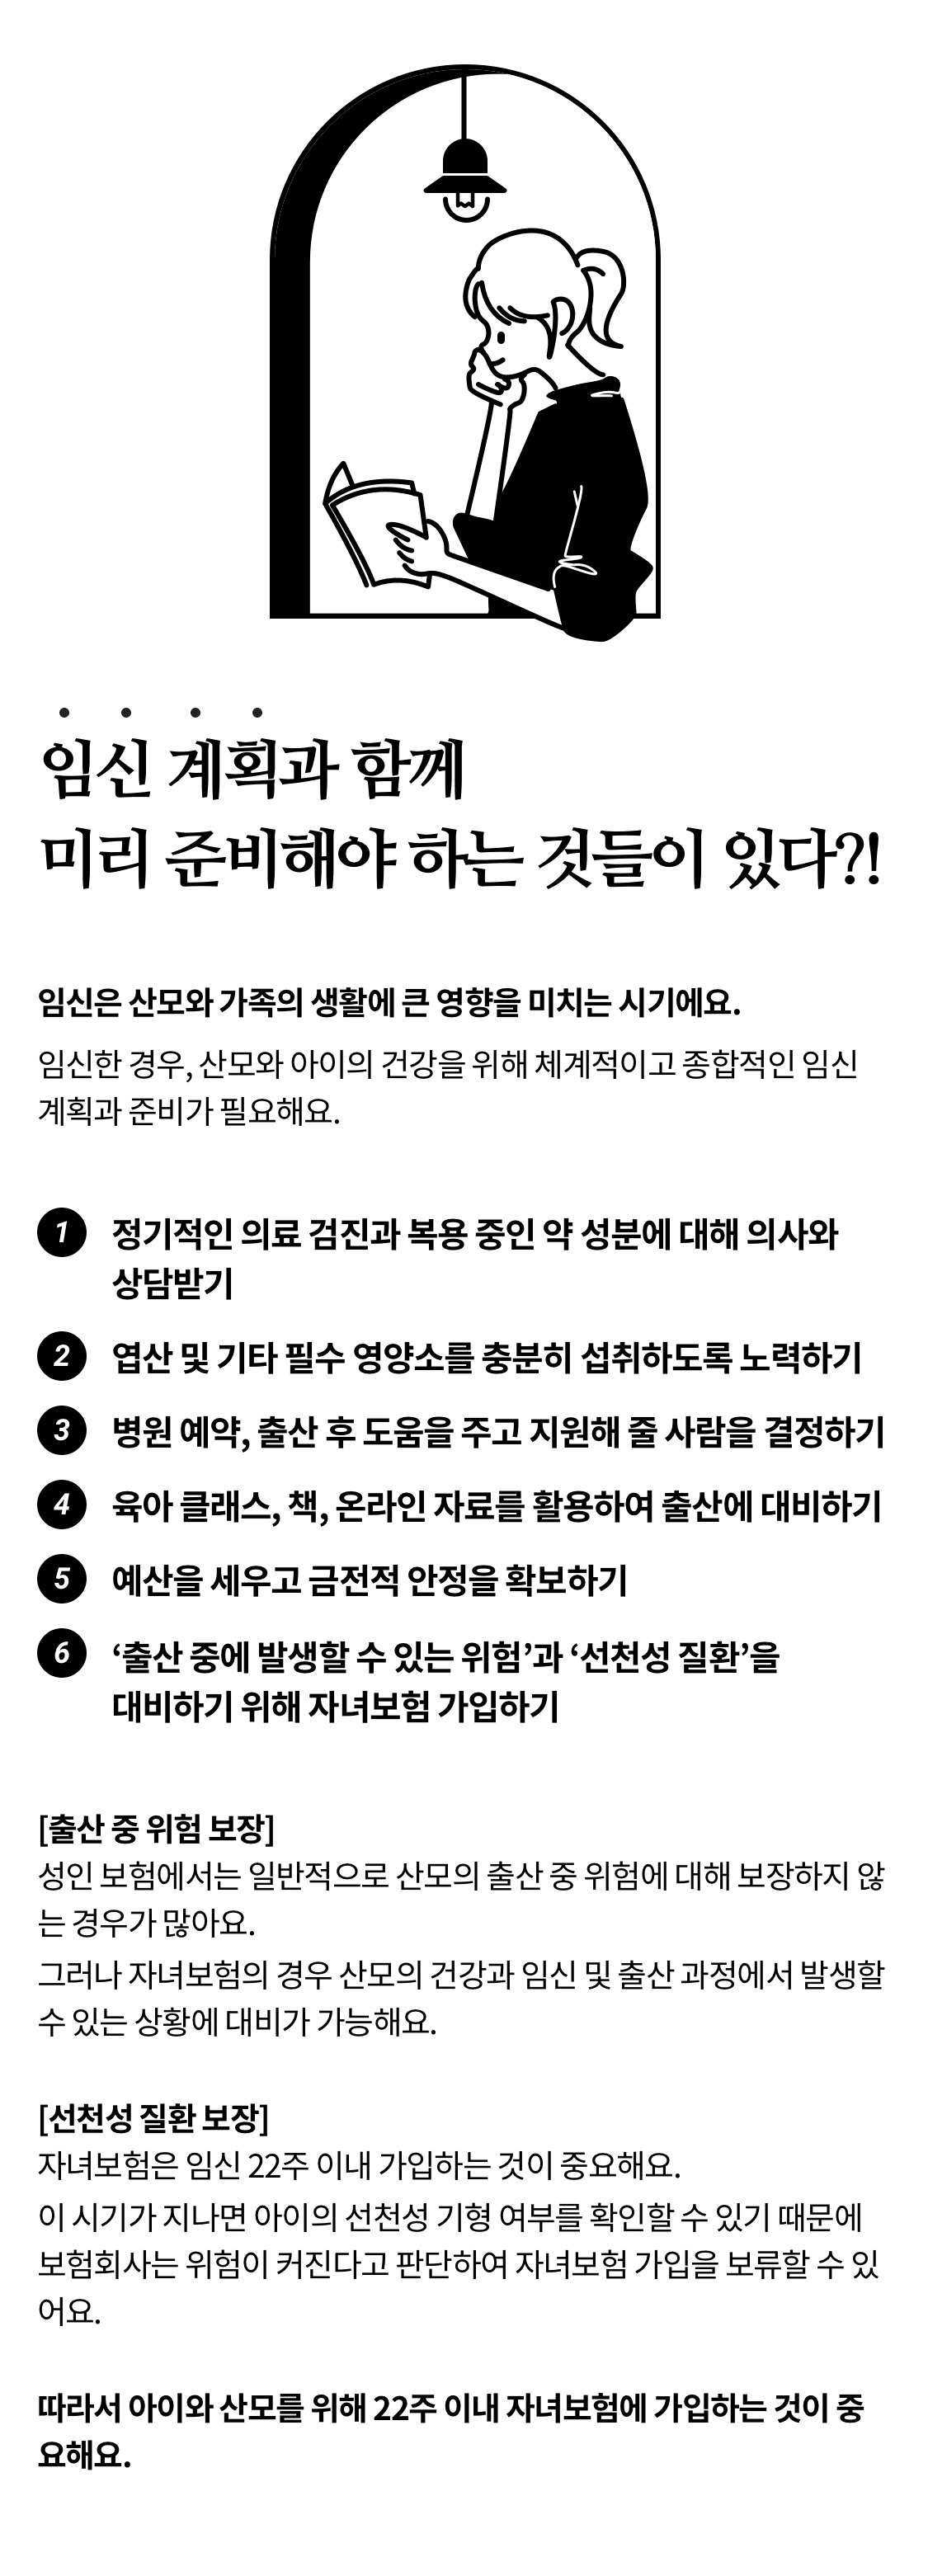 임신 계획과 함께
미리 준비해야 하는 것들이 있다?!
임신은 산모와 가족의 생활에 큰 영향을 미치는 시기에요.
임신한 경우, 산모와 아이의 건강을 위해 체계적이고 종합적인 임신
계획과 준비가 필요해요.
1 정기적인 의료 검진과 복용 중인 약 성분에 대해 의사와
상담받기
2 엽산 및 기타 필수 영양소를 충분히 섭취하도록 노력하기
3 병원 예약, 출산 후 도움을 주고 지원해 줄 사람을 결정하기
4 육아 클래스, 책, 온라인 자료를 활용하여 출산에 대비하기
5 예산을 세우고 금전적 안정을 확보하기
6 ‘출산 중에 발생할 수 있는 위험’과 ‘선천성 질환’을
대비하기 위해 자녀보험 가입하기
[출산 중 위험 보장]
성인 보험에서는 일반적으로 산모의 출산 중 위험에 대해 보장하지 않
는 경우가 많아요.
그러나 자녀보험의 경우 산모의 건강과 임신 및 출산 과정에서 발생할
수 있는 상황에 대비가 가능해요.
[선천성 질환 보장]
자녀보험은 임신 22주 이내 가입하는 것이 중요해요.
이 시기가 지나면 아이의 선천성 기형 여부를 확인할 수 있기 때문에
보험회사는 위험이 커진다고 판단하여 자녀보험 가입을 보류할 수 있
어요.
따라서 아이와 산모를 위해 22주 이내 자녀보험에 가입하는 것이 중
요해요.